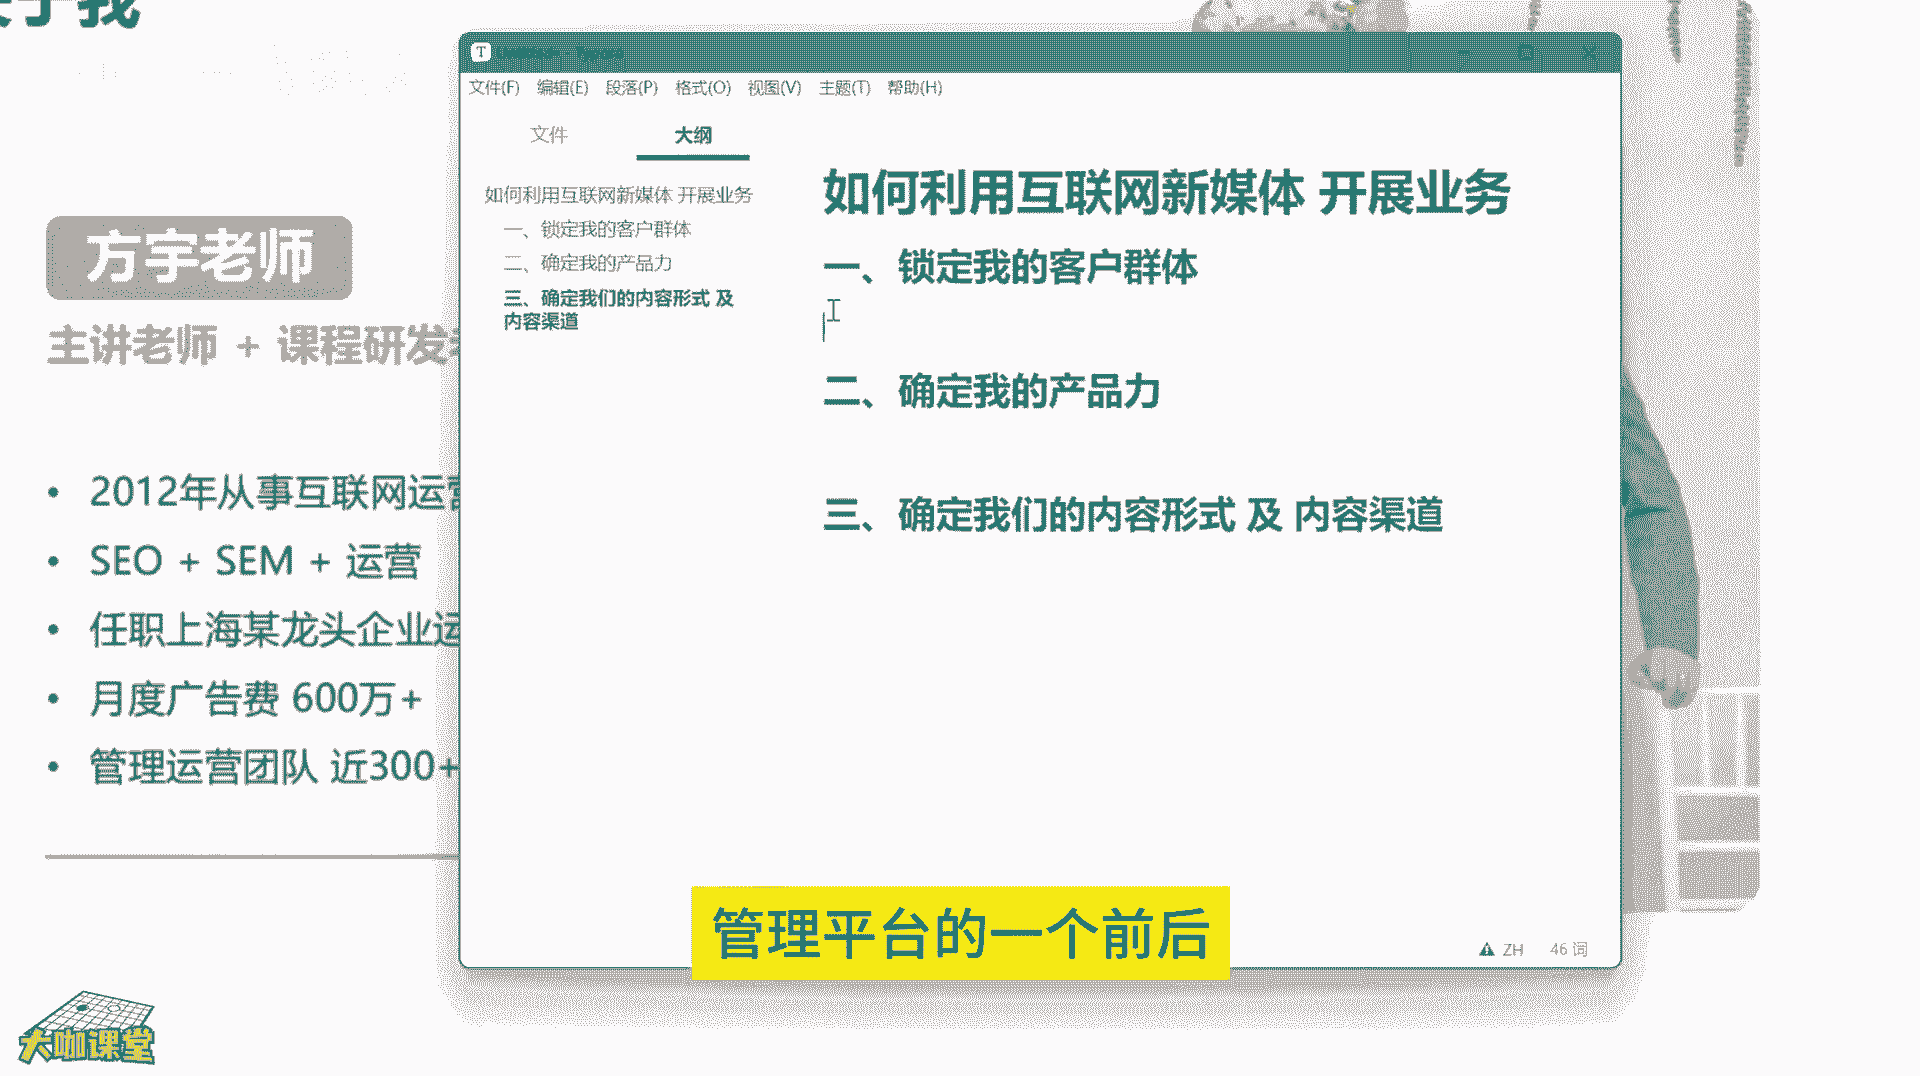 方宇老师
主讲老师 + 课程研发
2012年从事互联网运营
SEO + SEM + 运营
任职上海某龙头企业运
月度广告费 600万+
管理运营团队 近300+
T
文件(F) 编辑(E) 段落(P) 格式(O) 视图(V) 主题(T) 帮助(H)
文件 大纲
如何利用互联网新媒体 开展业务
一、锁定我的客户群体
二、确定我的产品力
三、确定我们的内容形式 及
内容渠道
如何利用互联网新媒体 开展业务
一、锁定我的客户群体
二、确定我的产品力
三、确定我们的内容形式 及 内容渠道
ZH 46 词
管理平台的一个前后
大咖课堂